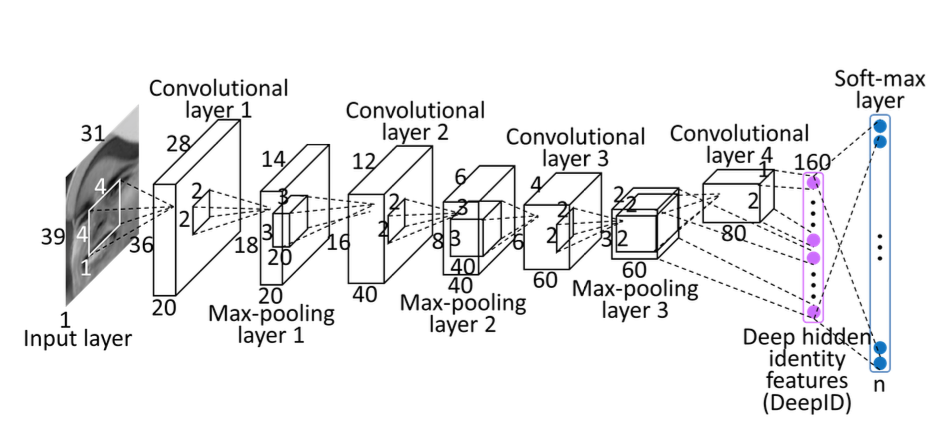 Convolutional
layer 1
Convolutional
layer 2
Convolutional
layer 3
Convolutional
layer 4
Soft-max
layer
31
4
4
1
39
1
Input layer
28
2
2
36
20
14
3
3
20
18
20
Max-pooling
layer 1
12
2
2
16
40
6
3
3
40
8
40
Max-pooling
layer 2
4
2
2
6
60
2
2
2
3
60
Max-pooling
layer 3
1
2
80
160
Deep hidden
identity
features
(DeepID)
n